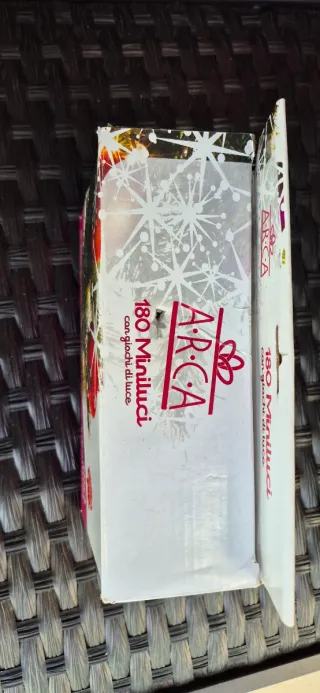 A·R·C·A
180 Miniluci
con giochi di luce
ARCA
180 Miniluci
con giochi di luce